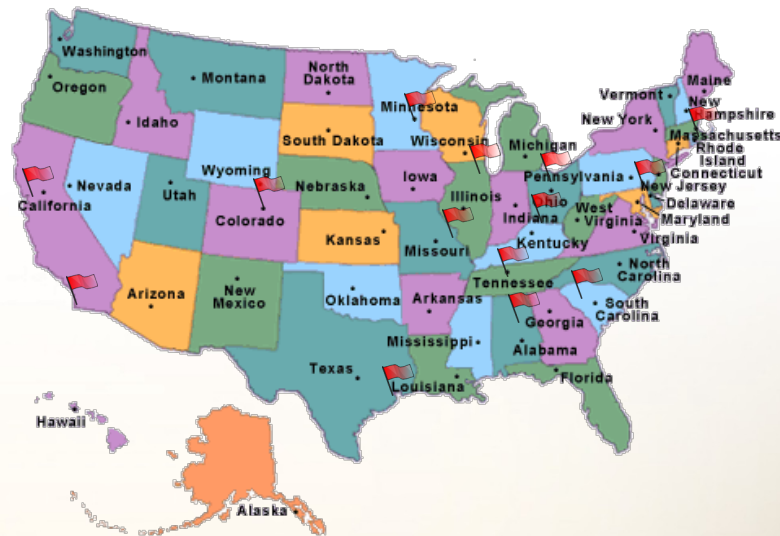 Washington
Oregon
Idaho
Montana
North
Dakota
Minnesota
South Dakota
Wisconsin
Michigan
Vermont
Maine
New
Hampshire
New York
Massachusetts
Rhode
Island
Connecticut
New Jersey
Delaware
Maryland
Pennsylvania
Wyoming
Nebraska
Iowa
Illinois
Indiana
Ohio
West
Virginia
Virginia
Nevada
California
Utah
Colorado
Kansas
Missouri
Kentucky
Tennessee
North
Carolina
South
Carolina
Arizona
New
Mexico
Oklahoma
Arkansas
Georgia
Alabama
Mississippi
Louisiana
Texas
Florida
Hawaii
Alaska